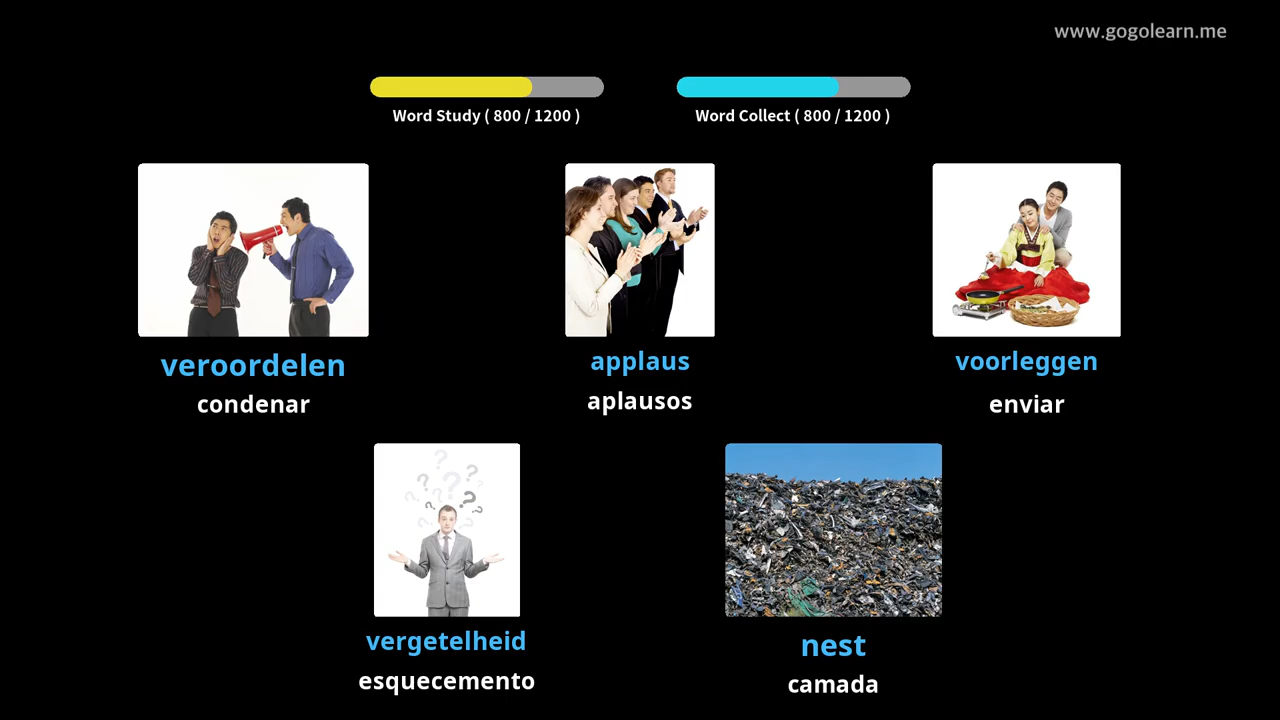 www.gogolearn.me
Word Study ( 800 / 1200 )
Word Collect ( 800 / 1200 )
veroordelen
condenar
applaus
aplausos
voorleggen
enviar
vergetelheid
esquecemento
nest
camada